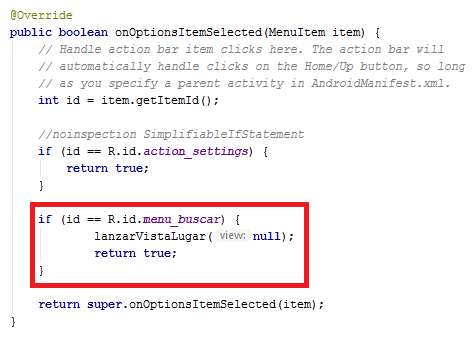 @Override
public boolean onOptionsItemSelected(MenuItem item) {
// Handle action bar item clicks here. The action bar will
// automatically handle clicks on the Home/Up button, so long
// as you specify a parent activity in AndroidManifest.xml.
int id = item.getItemId();
//noinspection SimplifiableIfStatement
if (id == R.id.action_settings) {
return true;
}
if (id == R.id.menu_buscar) {
lanzarVistaLugar( view: null);
return true;
}
return super.onOptionsItemSelected(item);
}